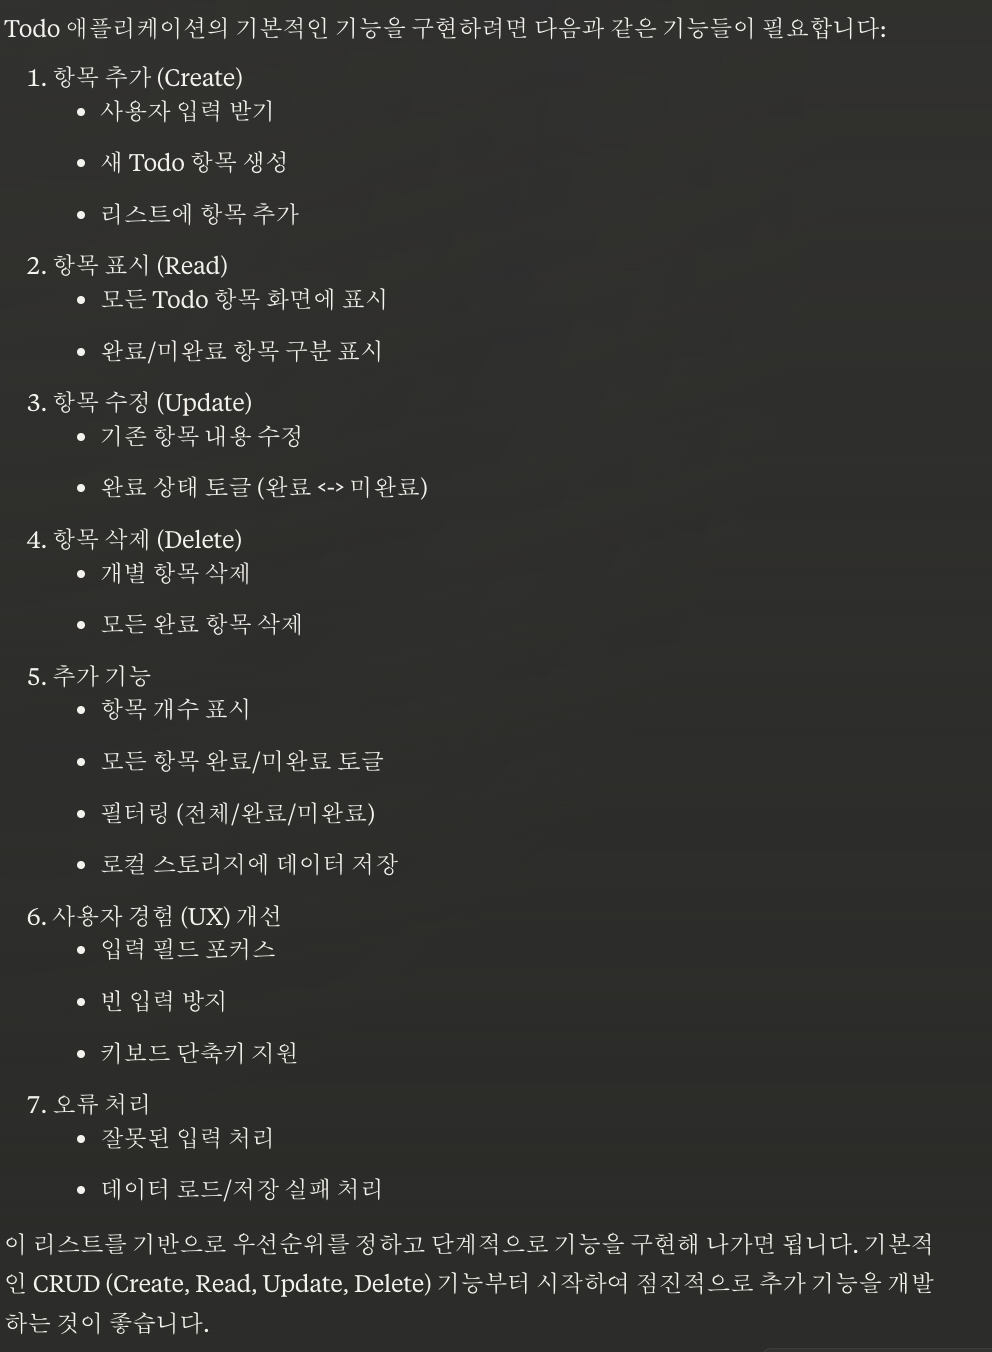 Todo 애플리케이션의 기본적인 기능을 구현하려면 다음과 같은 기능들이 필요합니다:
1. 항목 추가 (Create)
• 사용자 입력 받기
• 새 Todo 항목 생성
• 리스트에 항목 추가
2. 항목 표시 (Read)
• 모든 Todo 항목 화면에 표시
• 완료/미완료 항목 구분 표시
3. 항목 수정 (Update)
• 기존 항목 내용 수정
• 완료 상태 토글 (완료 <-> 미완료)
4. 항목 삭제 (Delete)
• 개별 항목 삭제
• 모든 완료 항목 삭제
5. 추가 기능
• 항목 개수 표시
• 모든 항목 완료/미완료 토글
• 필터링 (전체/완료/미완료)
• 로컬 스토리지에 데이터 저장
6. 사용자 경험 (UX) 개선
• 입력 필드 포커스
• 빈 입력 방지
• 키보드 단축키 지원
7. 오류 처리
• 잘못된 입력 처리
• 데이터 로드/저장 실패 처리
이 리스트를 기반으로 우선순위를 정하고 단계적으로 기능을 구현해 나가면 됩니다. 기본적
인 CRUD (Create, Read, Update, Delete) 기능부터 시작하여 점진적으로 추가 기능을 개발
하는 것이 좋습니다.